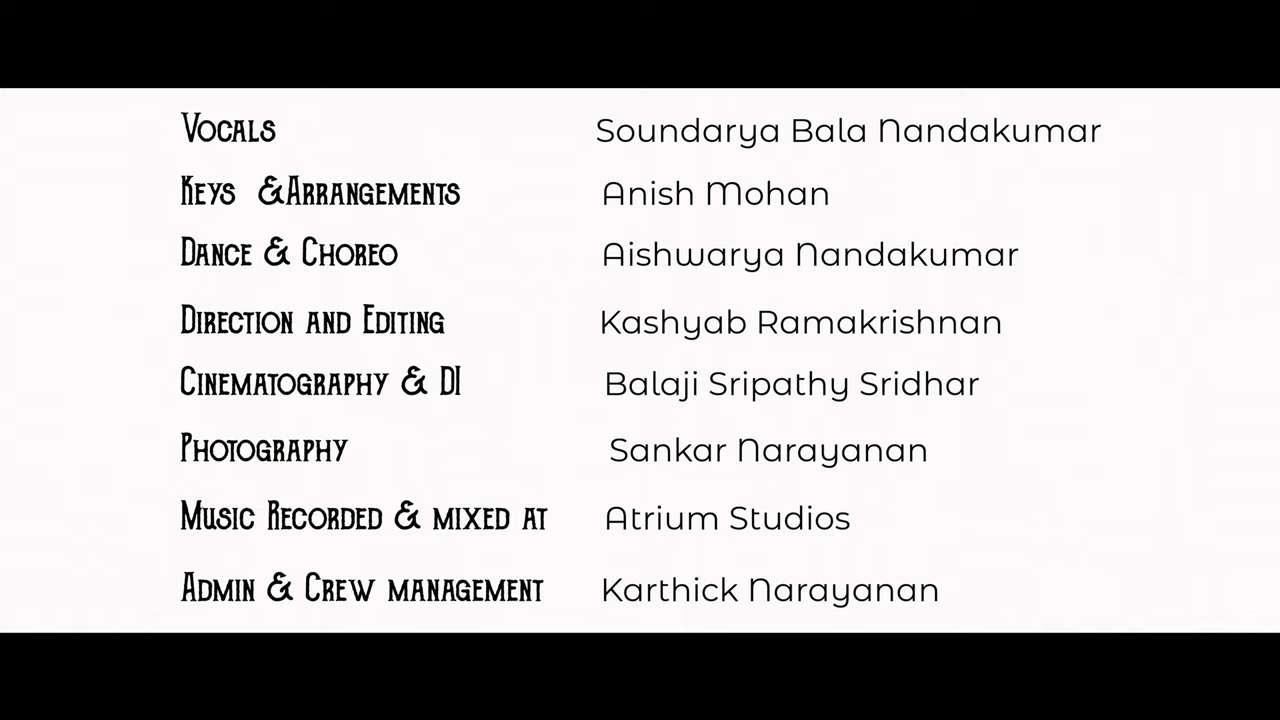 Vocals Soundarya Bala Nandakumar
Keys &Arrangements Anish Mohan
Dance & Choreo Aishwarya Nandakumar
Direction and Editing Kashyab Ramakrishnan
Cinematography & DI Balaji Sripathy Sridhar
Photography Sankar Narayanan
Music Recorded & mixed at Atrium Studios
Admin & Crew management Karthick Narayanan